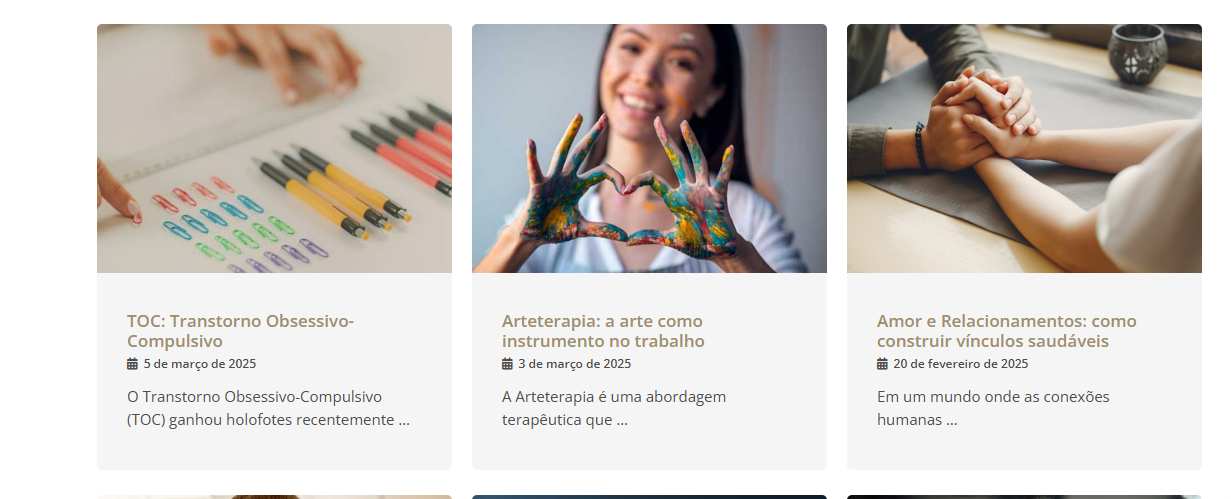 TOC: Transtorno Obsessivo-
Compulsivo
5 de março de 2025
O Transtorno Obsessivo-Compulsivo
(TOC) ganhou holofotes recentemente ...
Arteterapia: a arte como
instrumento no trabalho
3 de março de 2025
A Arteterapia é uma abordagem
terapêutica que ...
Amor e Relacionamentos: como
construir vínculos saudáveis
20 de fevereiro de 2025
Em um mundo onde as conexões
humanas ...